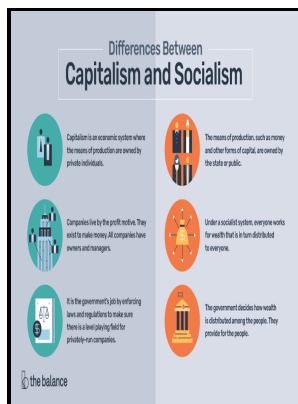 Differences Between
Capitalism and Socialism
Capitalism is an economic system where
the means of production are owned by
private individuals.
The means of production, such as money
and other forms of capital, are owned by
the state or public.
Companies live by the profit motive. They
exist to make money. All companies have
owners and managers.
Under a socialist system, everyone works
for wealth that is in turn distributed
to everyone.
It is the government's job by enforcing
laws and regulations to make sure
there is a level playing field for
privately-run companies.
The government decides how wealth
is distributed among the people. They
provide for the people.
the balance